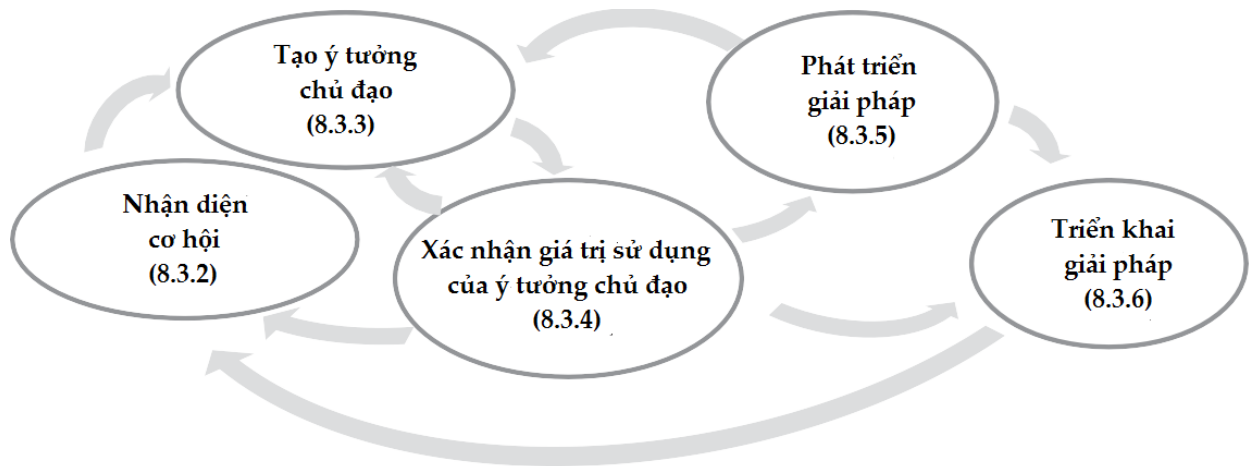 Tạo ý tưởng
chủ đạo
(8.3.3)
Phát triển
giải pháp
(8.3.5)
Nhận diện
cơ hội
(8.3.2)
Xác nhận giá trị sử dụng
của ý tưởng chủ đạo
(8.3.4)
Triển khai
giải pháp
(8.3.6)